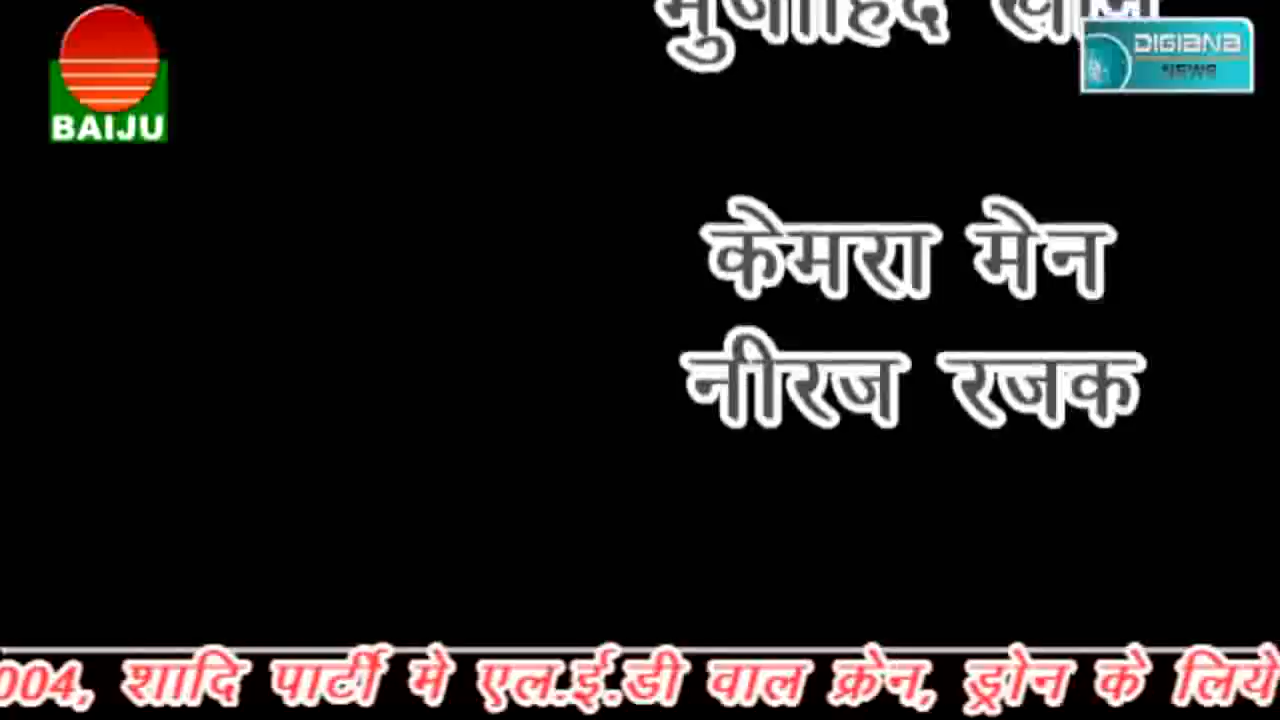 मुजाहिद खान
DIGIANA
NEWS
BAIJU
केमरा मेन
नीरज रजक
004, शादि पार्टी मे एल.ई.डी वाल क्रेन, ड्रोन के लिये